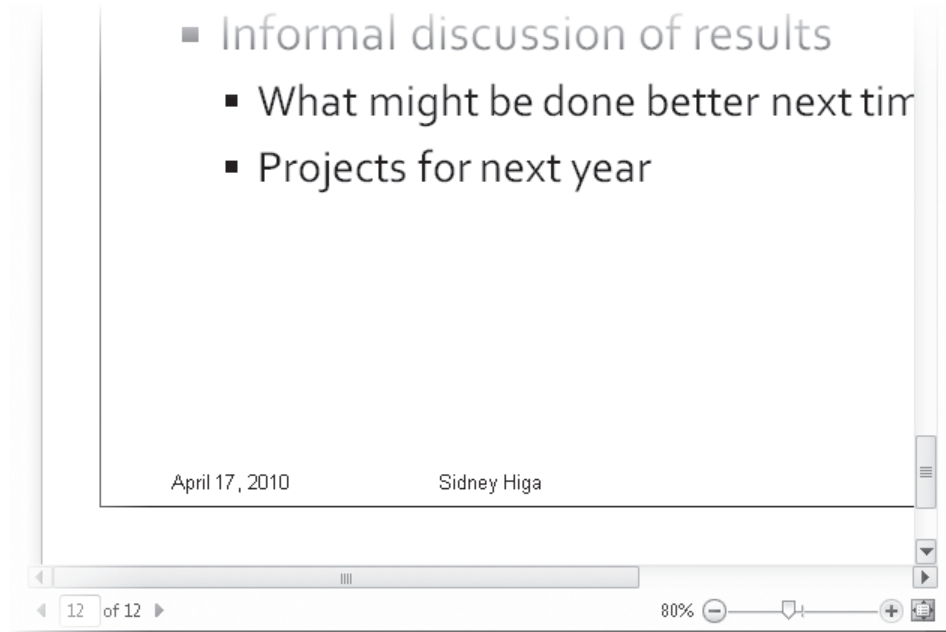 Informal discussion of results
What might be done better next tim
Projects for next year
April 17, 2010 Sidney Higa
12 of 12 80%